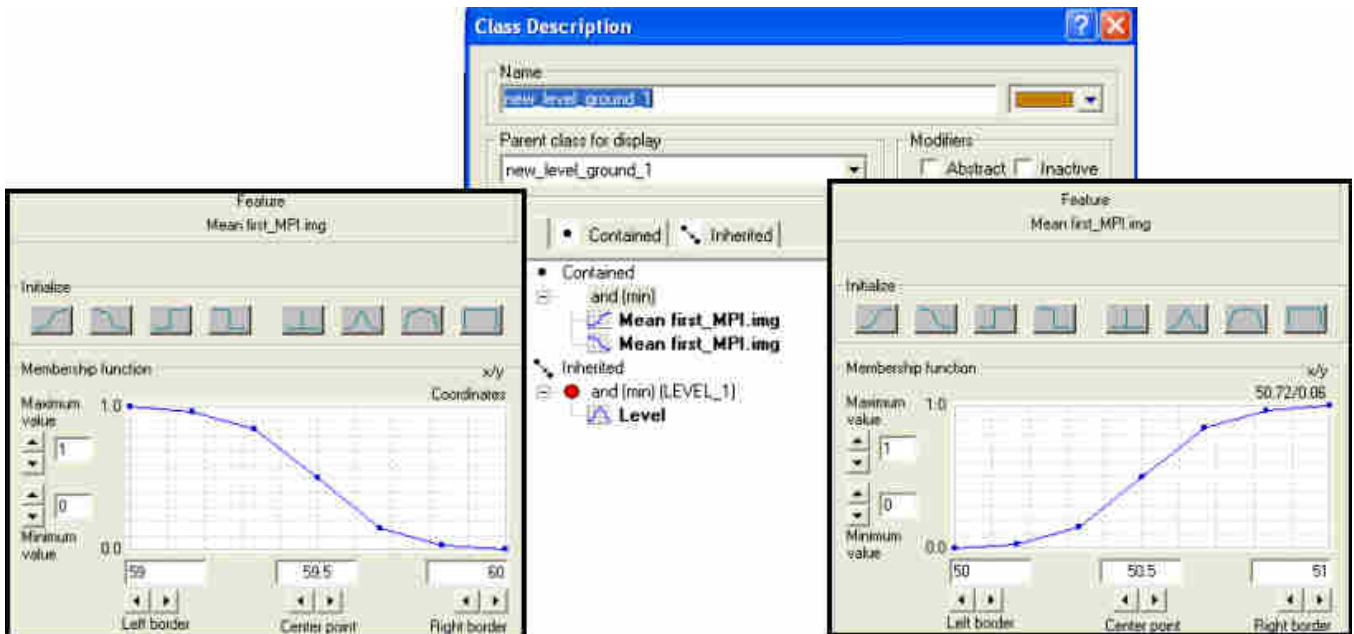 Class Description
Name
new_level_ground_1
Parent class for display
new_level_ground_1
Modifiers
Abstract Inactive
Feature
Mean first_MPI.img
Initialize
Membership function
x/y
Coordinates
Maximum value
1.0
1
0
Minimum value
0.0
59
59.5
60
Left border
Center point
Right border
Contained Inherited
Contained
and (min)
Mean first_MPI.img
Mean first_MPI.img
Inherited
and (min) (LEVEL_1)
Level
Feature
Mean first_MPI.img
Initialize
Membership function
x/y
50.72/0.06
Maximum value
1.0
1
0
Minimum value
0.0
50
50.5
51
Left border
Center point
Right border